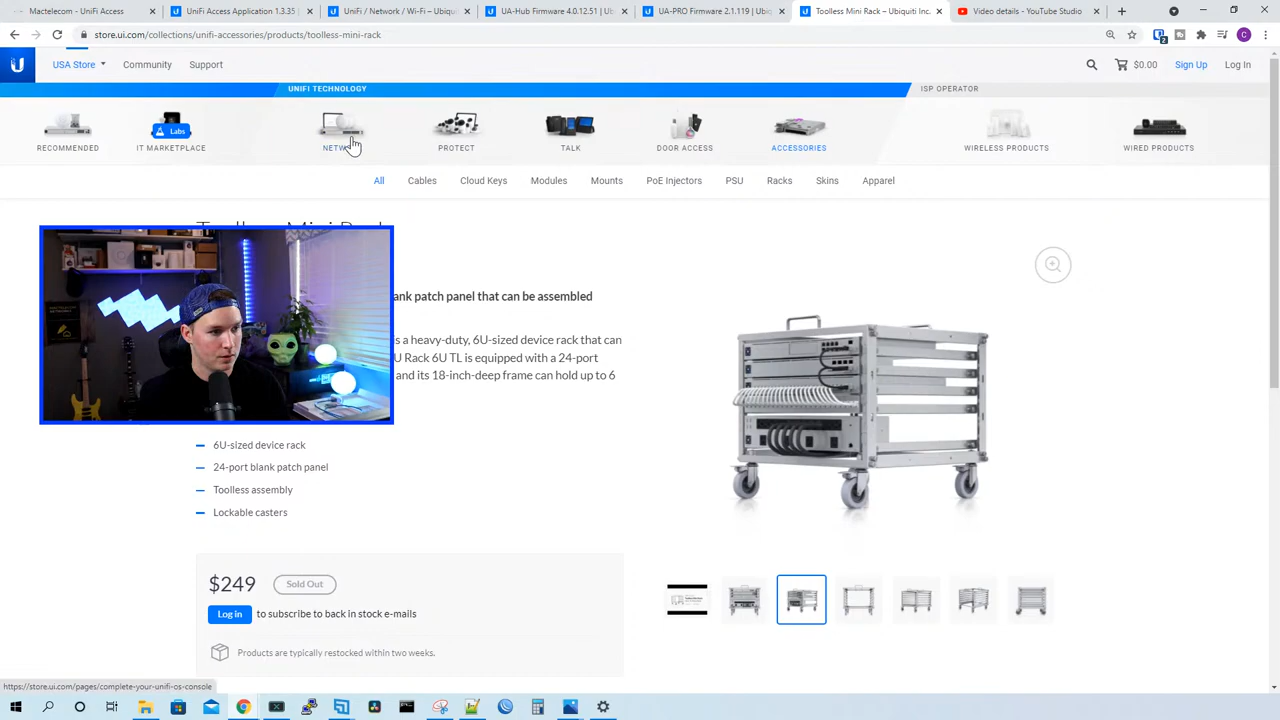 Mactelecom - UniFi Access
UniFi Access Application 1.3.35
UniFi / Network / Wi-Fi – Ubiqu
UA-Hub Firmware 4.0.12.51 | Ub
UA-PRO Firmware 2.1.119 | Ubiqu
Toolless Mini Rack – Ubiquiti Inc.
Video details - YouTube Studio
store.ui.com/collections/unifi-accessories/products/toolless-mini-rack
2
C
USA Store
Community
Support
$0.00
Sign Up
Log In
UNIFI TECHNOLOGY
ISP OPERATOR
Labs
RECOMMENDED
IT MARKETPLACE
NETW
PROTECT
TALK
DOOR ACCESS
ACCESSORIES
WIRELESS PRODUCTS
WIRED PRODUCTS
All
Cables
Cloud Keys
Modules
Mounts
PoE Injectors
PSU
Racks
Skins
Apparel
Toolless Mini Rack
ank patch panel that can be assembled
is a heavy-duty, 6U-sized device rack that can
U Rack 6U TL is equipped with a 24-port
and its 18-inch-deep frame can hold up to 6
6U-sized device rack
24-port blank patch panel
Toolless assembly
Lockable casters
$249
Sold Out
Log in to subscribe to back in stock e-mails
Products are typically restocked within two weeks.
https://store.ui.com/pages/complete-your-unifi-os-console